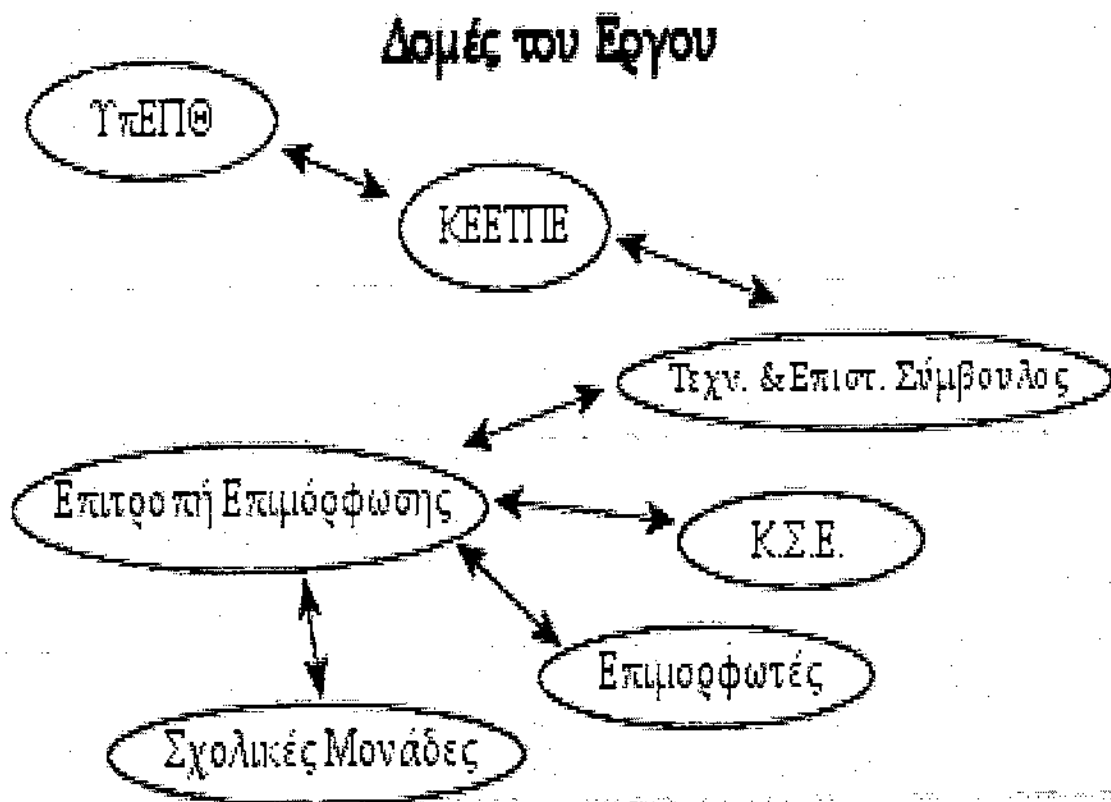 Δομές του Εργου
ΥπΕΠΘ
ΚΕΕΤΠΕ
Τεχν. & Επιστ. Σύμβουλος
Επιτροπή Επιμόρφωσης
Κ.Σ.Ε.
Επιμορφωτές
Σχολικές Μονάδες